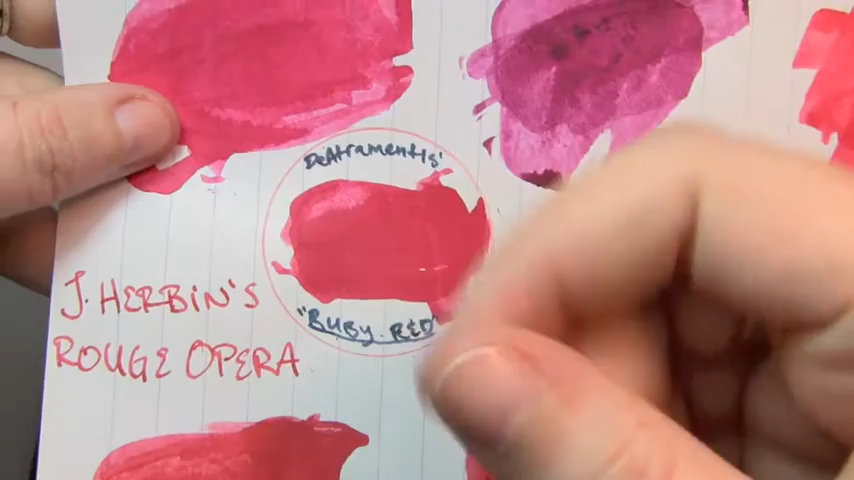 DeAtramentis'
J. HERBIN'S
ROUGE OPERA
"RUBY RED